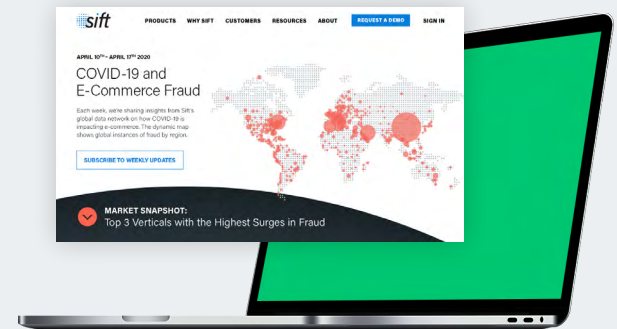 sift
PRODUCTS WHY SIFT CUSTOMERS RESOURCES ABOUT REQUEST A DEMO SIGN IN
APRIL 10TH - APRIL 17TH 2020
COVID-19 and
E-Commerce Fraud
Each week, we're sharing insights from Sift's
global data network on how COVID-19 is
impacting e-commerce. The dynamic map
shows global instances of fraud by region.
SUBSCRIBE TO WEEKLY UPDATES
MARKET SNAPSHOT:
Top 3 Verticals with the Highest Surges in Fraud